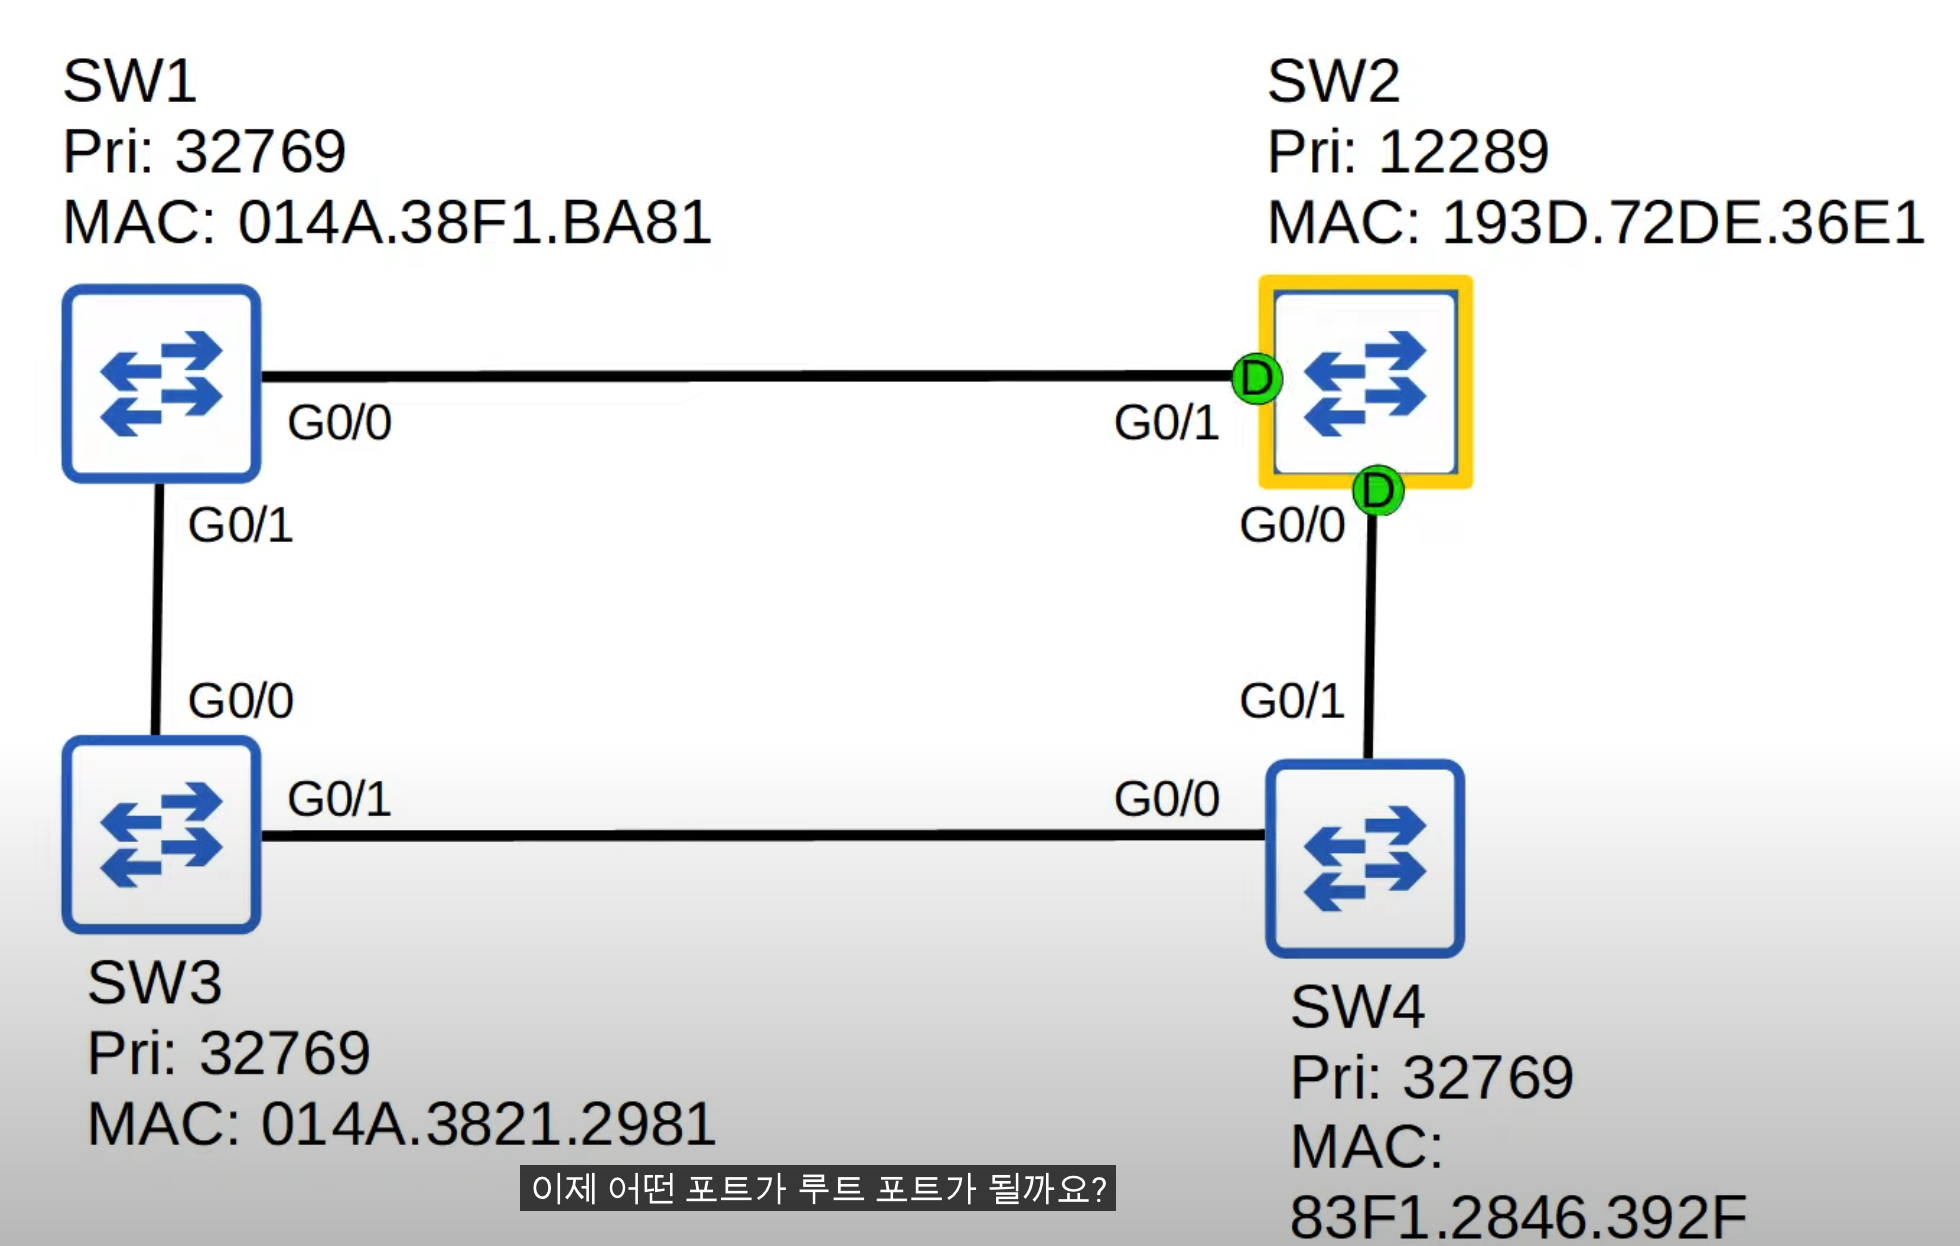 SW1
Pri: 32769
MAC: 014A.38F1.BA81
SW2
Pri: 12289
MAC: 193D.72DE.36E1
D
G0/0
G0/1
D
G0/1
G0/0
G0/0
G0/1
G0/1
G0/0
SW3
Pri: 32769
MAC: 014A.3821.2981
SW4
Pri: 32769
MAC:
83F1.2846.392F
이제 어떤 포트가 루트 포트가 될까요?